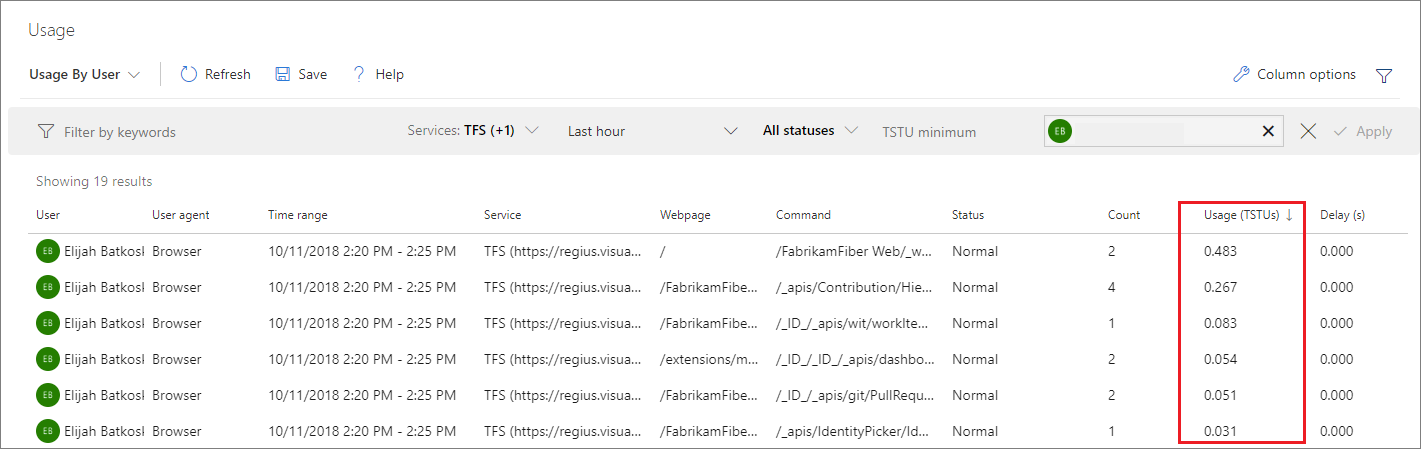 Usage
Usage By User Refresh Save ? Help Column options
Filter by keywords Services: TFS (+1) Last hour All statuses TSTU minimum EB Apply
Showing 19 results
User User agent Time range Service Webpage Command Status Count Usage (TSTUs) ↓ Delay (s)
EB Elijah Batkosk Browser 10/11/2018 2:20 PM - 2:25 PM TFS (https://regius.visua... / /FabrikamFiber Web/_w... Normal 2 0.483 0.000
EB Elijah Batkosk Browser 10/11/2018 2:20 PM - 2:25 PM TFS (https://regius.visua... /FabrikamFibe... /_apis/Contribution/Hie... Normal 4 0.267 0.000
EB Elijah Batkosk Browser 10/11/2018 2:20 PM - 2:25 PM TFS (https://regius.visua... /FabrikamFibe... /_ID_/_apis/wit/workIte... Normal 1 0.083 0.000
EB Elijah Batkosk Browser 10/11/2018 2:20 PM - 2:25 PM TFS (https://regius.visua... /extensions/m... /_ID_/_ID_/_apis/dashbo... Normal 2 0.054 0.000
EB Elijah Batkosk Browser 10/11/2018 2:20 PM - 2:25 PM TFS (https://regius.visua... /FabrikamFibe... /_ID_/_apis/git/PullRequ... Normal 2 0.051 0.000
EB Elijah Batkosk Browser 10/11/2018 2:20 PM - 2:25 PM TFS (https://regius.visua... /FabrikamFibe... /_apis/IdentityPicker/Id... Normal 1 0.031 0.000